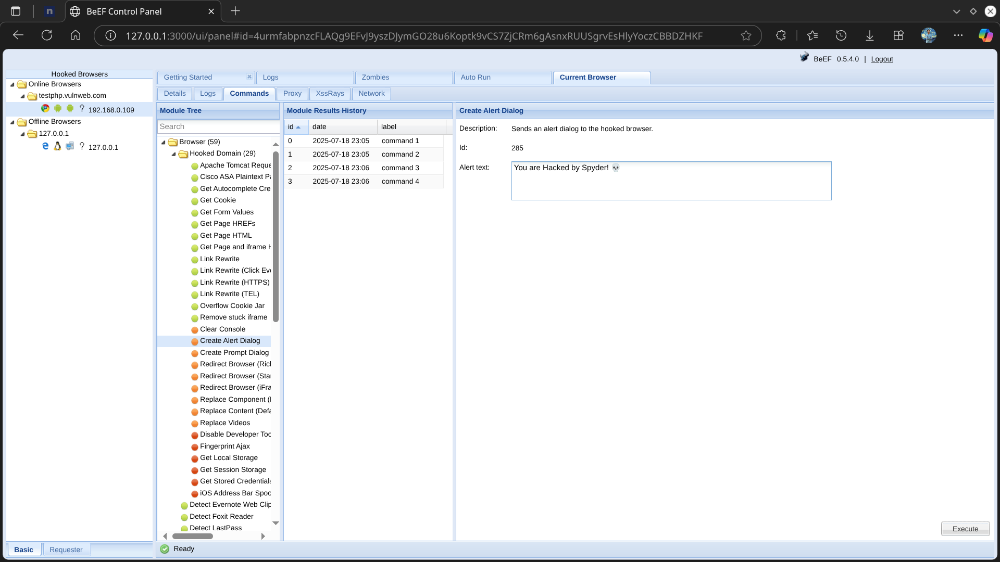 BeEF Control Panel
127.0.0.1:3000/ui/panel#id=4urmfabpnzcFLAQg9EFvJ9yszDJymGO28u6Koptk9vCS7ZjCRm6gAsnxRUUSgrvEsHlyYoczCBBDZHKF
BeEF 0.5.4.0 | Logout
Hooked Browsers
Online Browsers
testphp.vulnweb.com
? 192.168.0.109
Offline Browsers
127.0.0.1
? 127.0.0.1
Basic Requester
Getting Started Logs Zombies Auto Run Current Browser
Details Logs Commands Proxy XssRays Network
Module Tree
Search
Browser (59)
Hooked Domain (29)
Apache Tomcat Reque
Cisco ASA Plaintext Pa
Get Autocomplete Cre
Get Cookie
Get Form Values
Get Page HREFs
Get Page HTML
Get Page and iframe H
Link Rewrite
Link Rewrite (Click Eve
Link Rewrite (HTTPS)
Link Rewrite (TEL)
Overflow Cookie Jar
Remove stuck iframe
Clear Console
Create Alert Dialog
Create Prompt Dialog
Redirect Browser (Rich
Redirect Browser (Star
Redirect Browser (iFra
Replace Component (
Replace Content (Defa
Replace Videos
Disable Developer Too
Fingerprint Ajax
Get Local Storage
Get Session Storage
Get Stored Credentials
iOS Address Bar Spoo
Detect Evernote Web Clip
Detect Foxit Reader
Detect LastPass
Module Results History
id date label
0 2025-07-18 23:05 command 1
1 2025-07-18 23:05 command 2
2 2025-07-18 23:06 command 3
3 2025-07-18 23:06 command 4
Create Alert Dialog
Description: Sends an alert dialog to the hooked browser.
Id: 285
Alert text: You are Hacked by Spyder! 💀
Execute
Ready